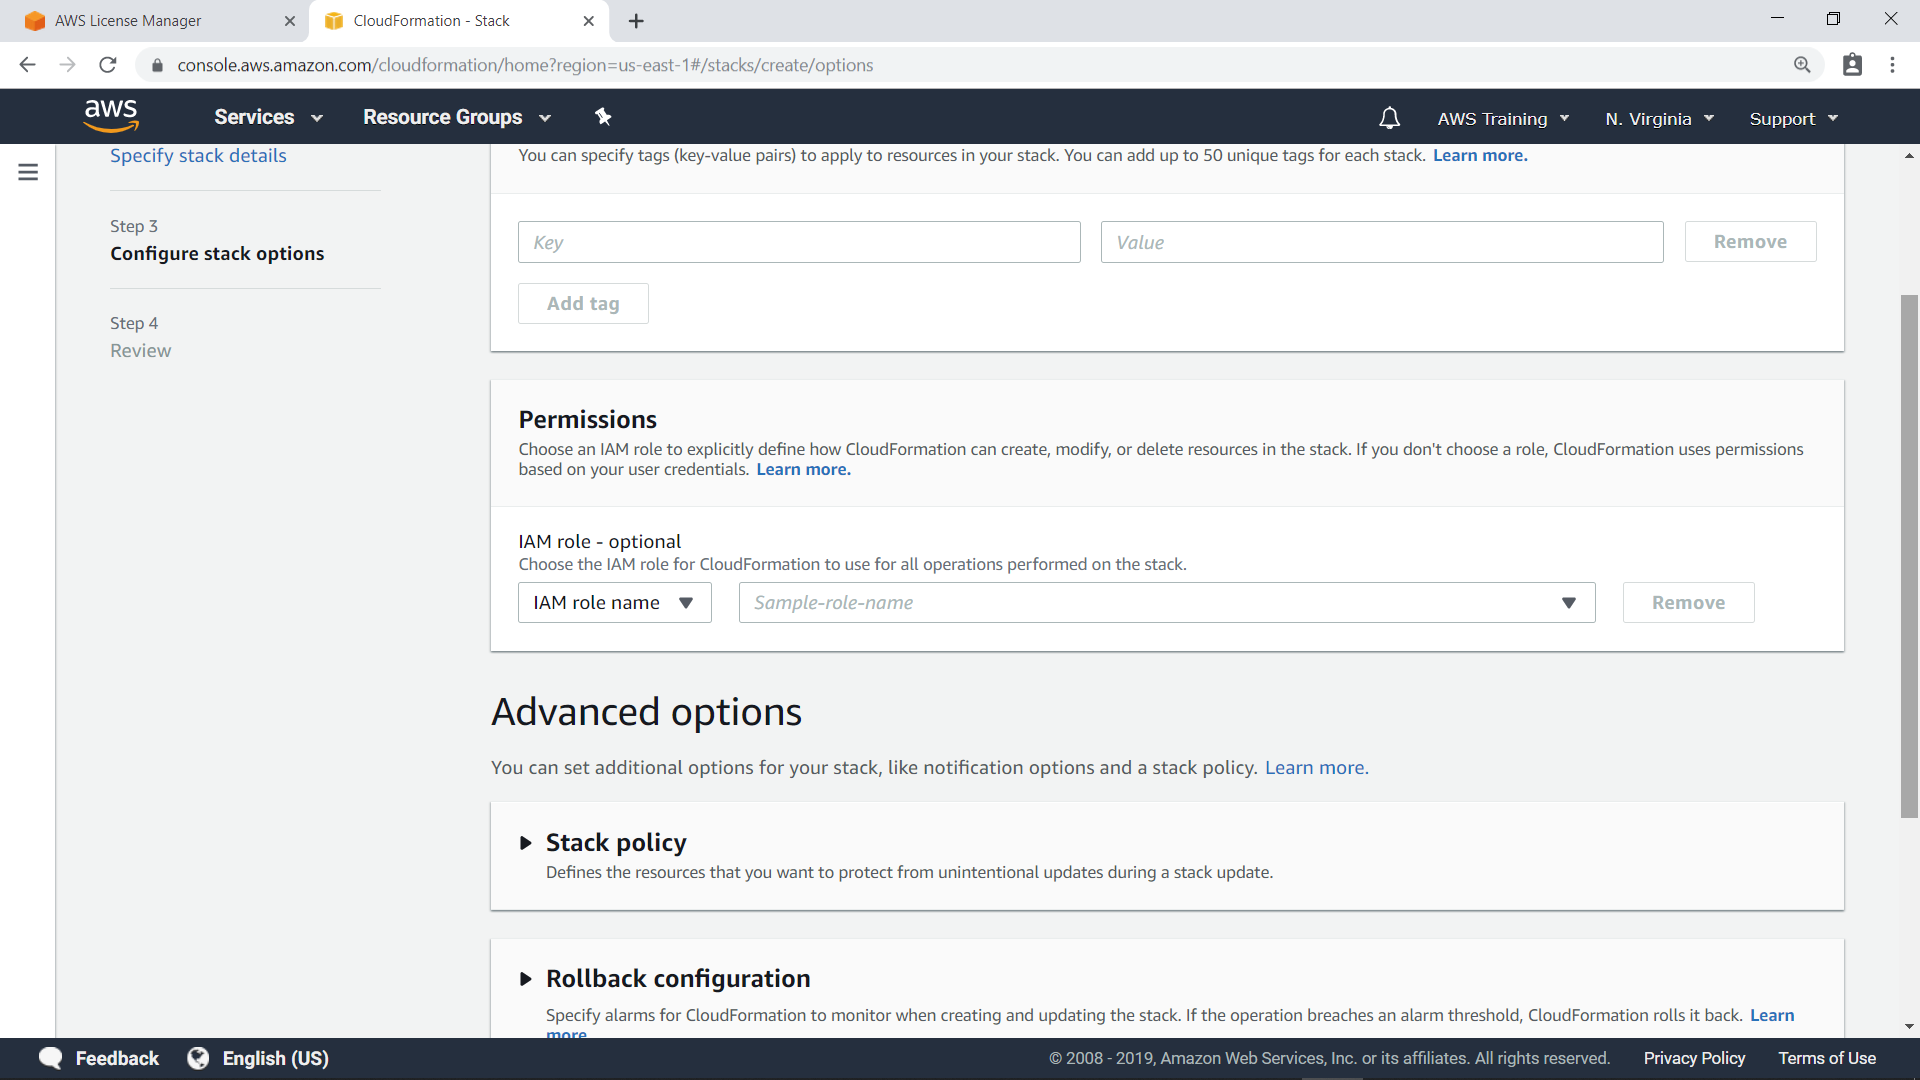 AWS License Manager
CloudFormation - Stack
console.aws.amazon.com/cloudformation/home?region=us-east-1#/stacks/create/options
aws
Services
Resource Groups
AWS Training
N. Virginia
Support
Specify stack details
Step 3
Configure stack options
Step 4
Review
You can specify tags (key-value pairs) to apply to resources in your stack. You can add up to 50 unique tags for each stack. Learn more.
Key
Value
Remove
Add tag
Permissions
Choose an IAM role to explicitly define how CloudFormation can create, modify, or delete resources in the stack. If you don't choose a role, CloudFormation uses permissions
based on your user credentials. Learn more.
IAM role - optional
Choose the IAM role for CloudFormation to use for all operations performed on the stack.
IAM role name
Sample-role-name
Remove
Advanced options
You can set additional options for your stack, like notification options and a stack policy. Learn more.
Stack policy
Defines the resources that you want to protect from unintentional updates during a stack update.
Rollback configuration
Specify alarms for CloudFormation to monitor when creating and updating the stack. If the operation breaches an alarm threshold, CloudFormation rolls it back. Learn
more.
Feedback
English (US)
© 2008 - 2019, Amazon Web Services, Inc. or its affiliates. All rights reserved.
Privacy Policy
Terms of Use